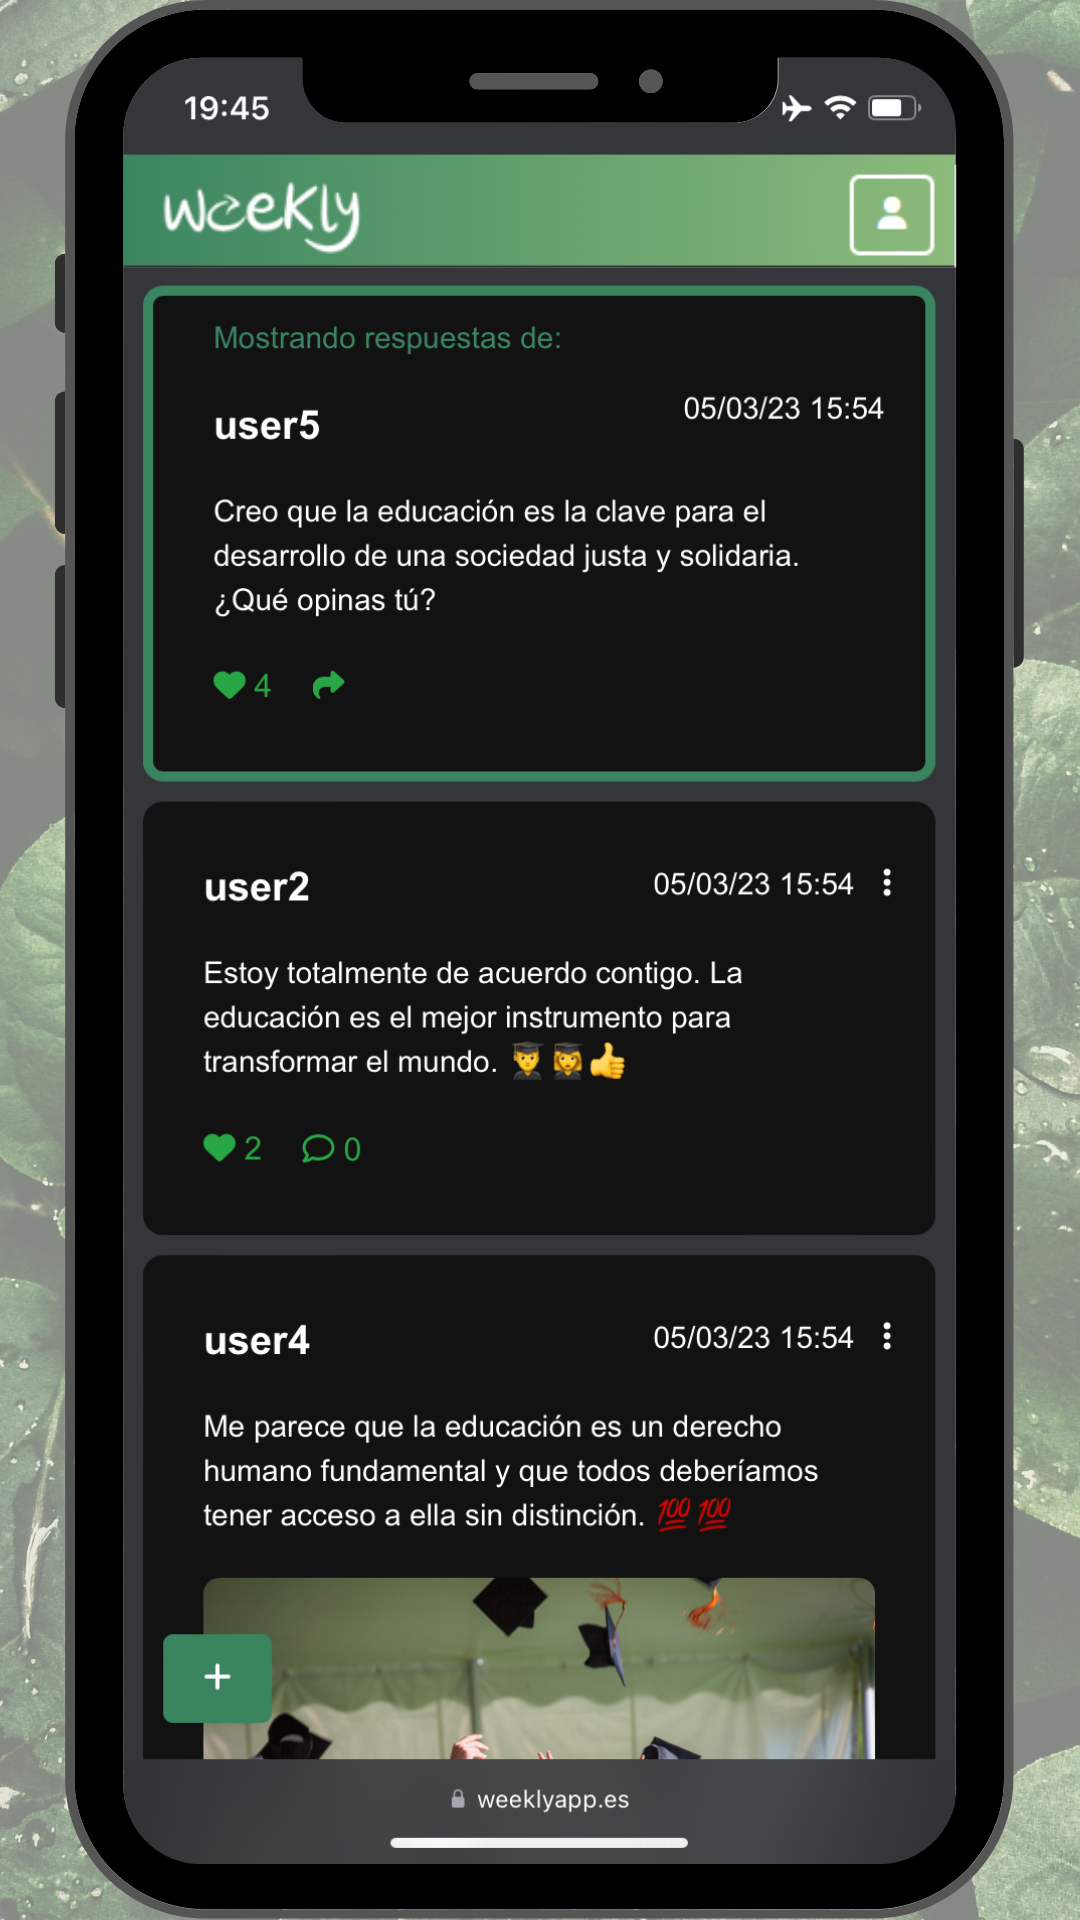 19:45
weekly
Mostrando respuestas de:
user5
05/03/23 15:54
Creo que la educación es la clave para el
desarrollo de una sociedad justa y solidaria.
¿Qué opinas tú?
4
user2
05/03/23 15:54
Estoy totalmente de acuerdo contigo. La
educación es el mejor instrumento para
transformar el mundo. 👨‍🎓👩‍🎓👍
2
0
user4
05/03/23 15:54
Me parece que la educación es un derecho
humano fundamental y que todos deberíamos
tener acceso a ella sin distinción. 💯💯
+
weeklyapp.es